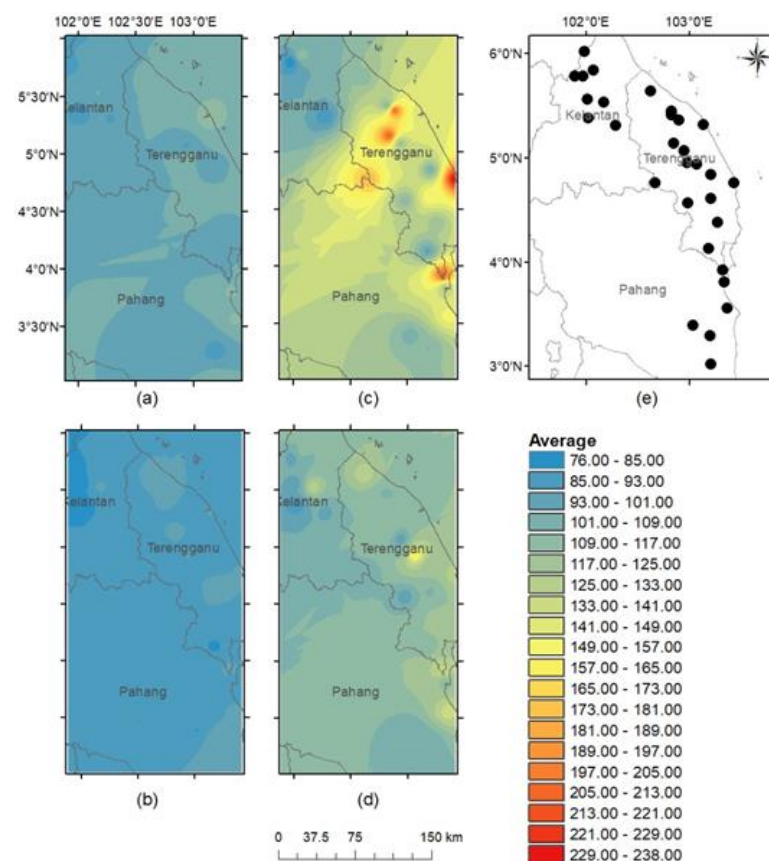 102°0'E 102°30'E 103°0'E
5°30'N
5°0'N
4°30'N
4°0'N
3°30'N
Kelantan
Terengganu
Pahang
(a)
Kelantan
Terengganu
Pahang
(c)
102°0'E 103°0'E
6°0'N
5°0'N
4°0'N
3°0'N
Kelantan
Terengganu
Pahang
(e)
Kelantan
Terengganu
Pahang
(b)
Kelantan
Terengganu
Pahang
(d)
0 37.5 75 150 km
Average
76.00 - 85.00
85.00 - 93.00
93.00 - 101.00
101.00 - 109.00
109.00 - 117.00
117.00 - 125.00
125.00 - 133.00
133.00 - 141.00
141.00 - 149.00
149.00 - 157.00
157.00 - 165.00
165.00 - 173.00
173.00 - 181.00
181.00 - 189.00
189.00 - 197.00
197.00 - 205.00
205.00 - 213.00
213.00 - 221.00
221.00 - 229.00
229.00 - 238.00